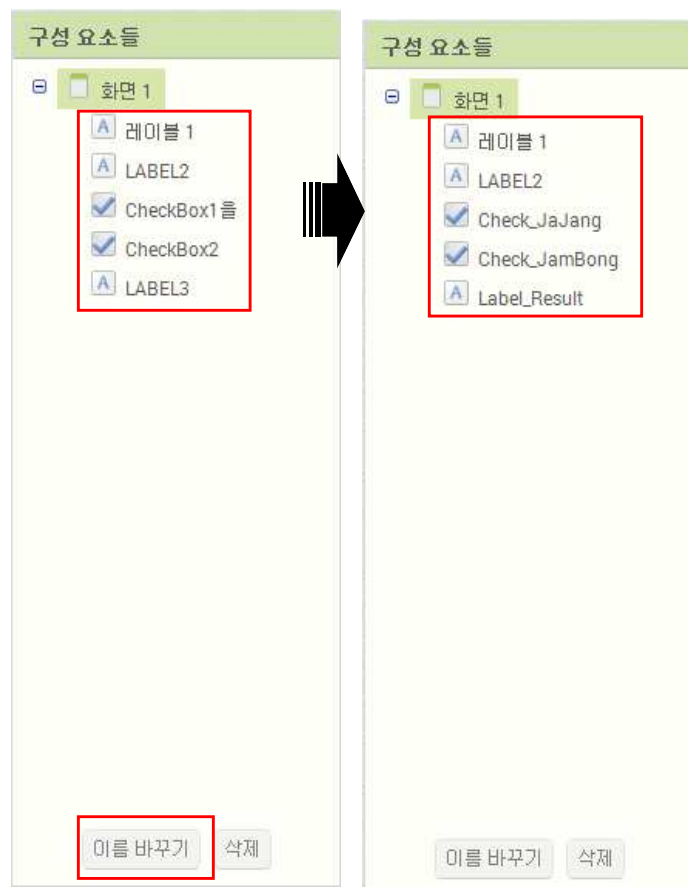 구성 요소들
화면 1
레이블 1
LABEL2
CheckBox1을
CheckBox2
LABEL3
이름 바꾸기 삭제
구성 요소들
화면 1
레이블 1
LABEL2
Check_JaJang
Check_JamBong
Label_Result
이름 바꾸기 삭제